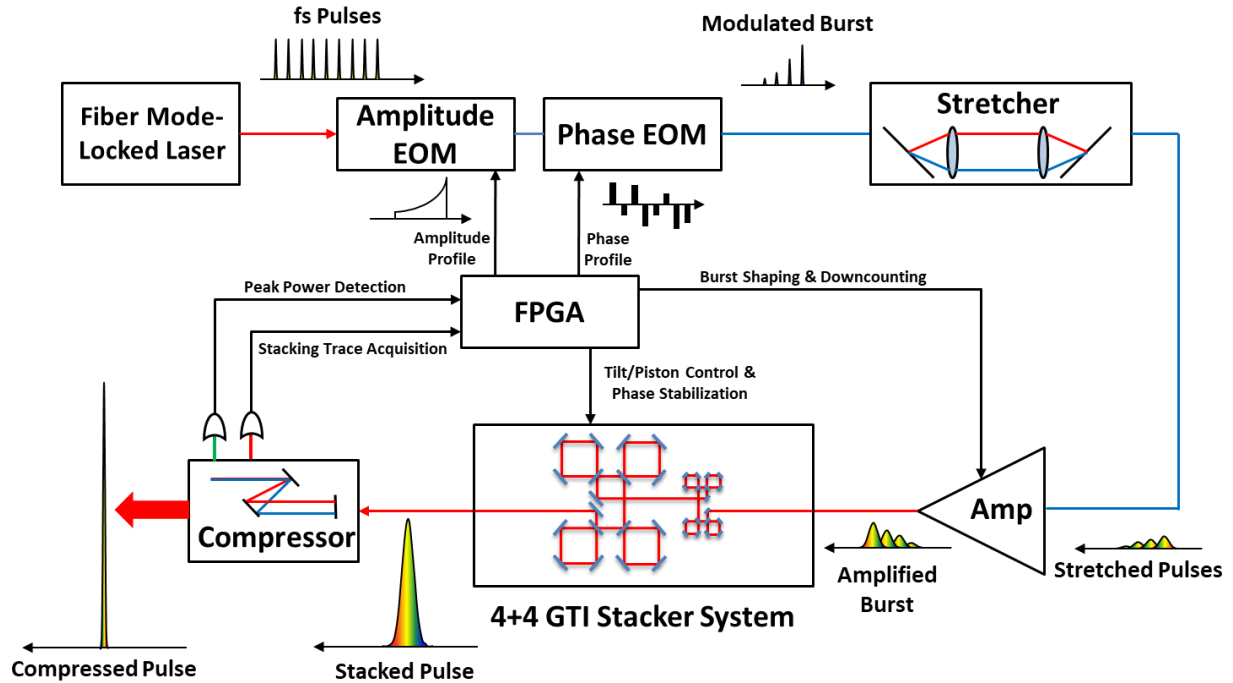 fs Pulses
Modulated Burst
Fiber Mode-
Locked Laser
Amplitude
EOM
Phase EOM
Stretcher
Amplitude
Profile
Phase
Profile
Peak Power Detection
Burst Shaping & Downcounting
FPGA
Stacking Trace Acquisition
Tilt/Piston Control &
Phase Stabilization
Amp
Compressor
Stretched Pulses
Amplified
Burst
4+4 GTI Stacker System
Compressed Pulse
Stacked Pulse